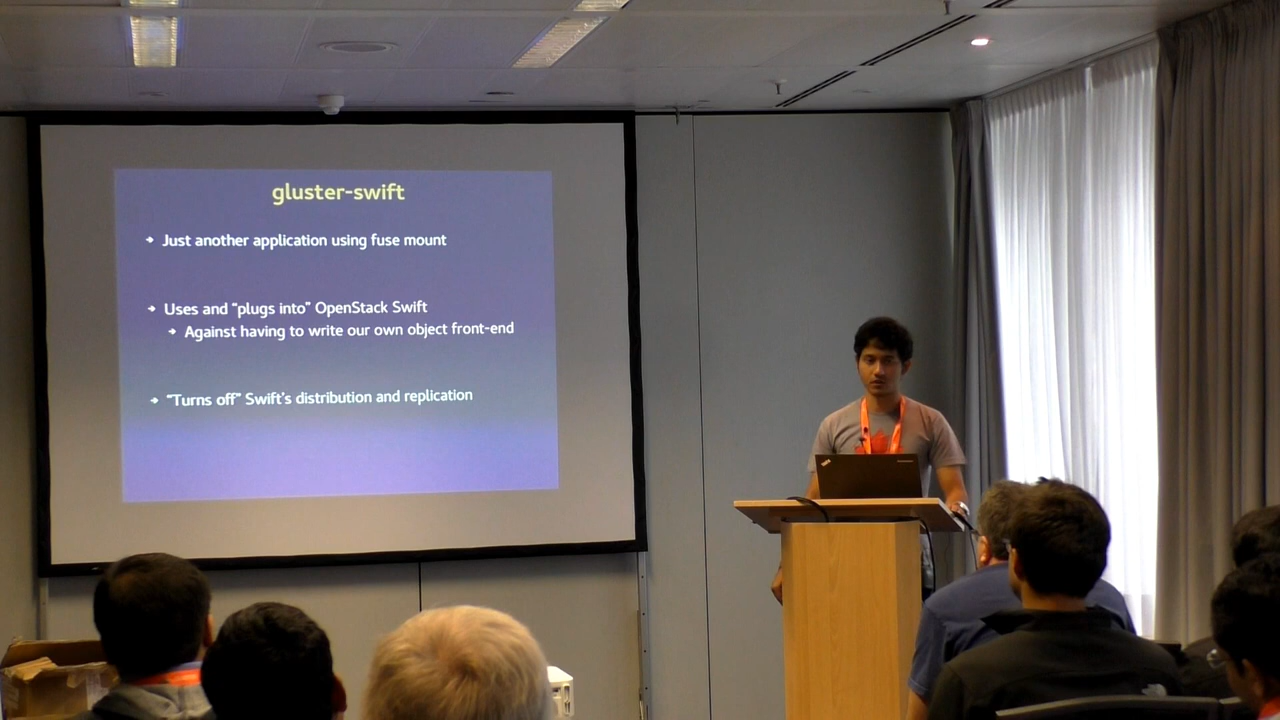 gluster-swift
Just another application using fuse mount
Uses and “plugs into” OpenStack Swift
Against having to write our own object front-end
“Turns off” Swift's distribution and replication